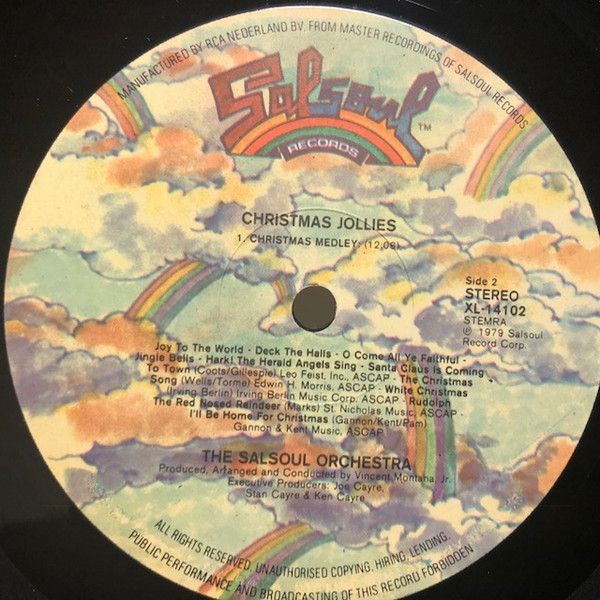 MANUFACTURED BY RCA NEDERLAND BV. FROM MASTER RECORDINGS OF SALSOUL RECORDS
Salsoul TM
RECORDS
CHRISTMAS JOLLIES
1. CHRISTMAS MEDLEY: (12,08)
Side 2
STEREO
XL-14102
STEMRA
℗ 1979 Salsoul
Record Corp.
Joy To The World - Deck The Halls - O Come All Ye Faithful -
Jingle Bells - Hark! The Herald Angels Sing - Santa Claus Is Coming
To Town (Coots/Gillespie) Leo Feist, Inc., ASCAP - The Christmas
Song (Wells/Torme) Edwin H. Morris, ASCAP - White Christmas
(Irving Berlin) Irving Berlin Music Corp. ASCAP - Rudolph
The Red Nosed Reindeer (Marks) St. Nicholas Music, ASCAP -
I'll Be Home For Christmas (Gannon/Kent/Pam)
Gannon & Kent Music, ASCAP
THE SALSOUL ORCHESTRA
Produced, Arranged and Conducted by Vincent Montana, Jr.
Executive Producers: Joe Cayre,
Stan Cayre & Ken Cayre
ALL RIGHTS RESERVED. UNAUTHORISED COPYING, HIRING, LENDING.
PUBLIC PERFORMANCE AND BROADCASTING OF THIS RECORD FORBIDDEN